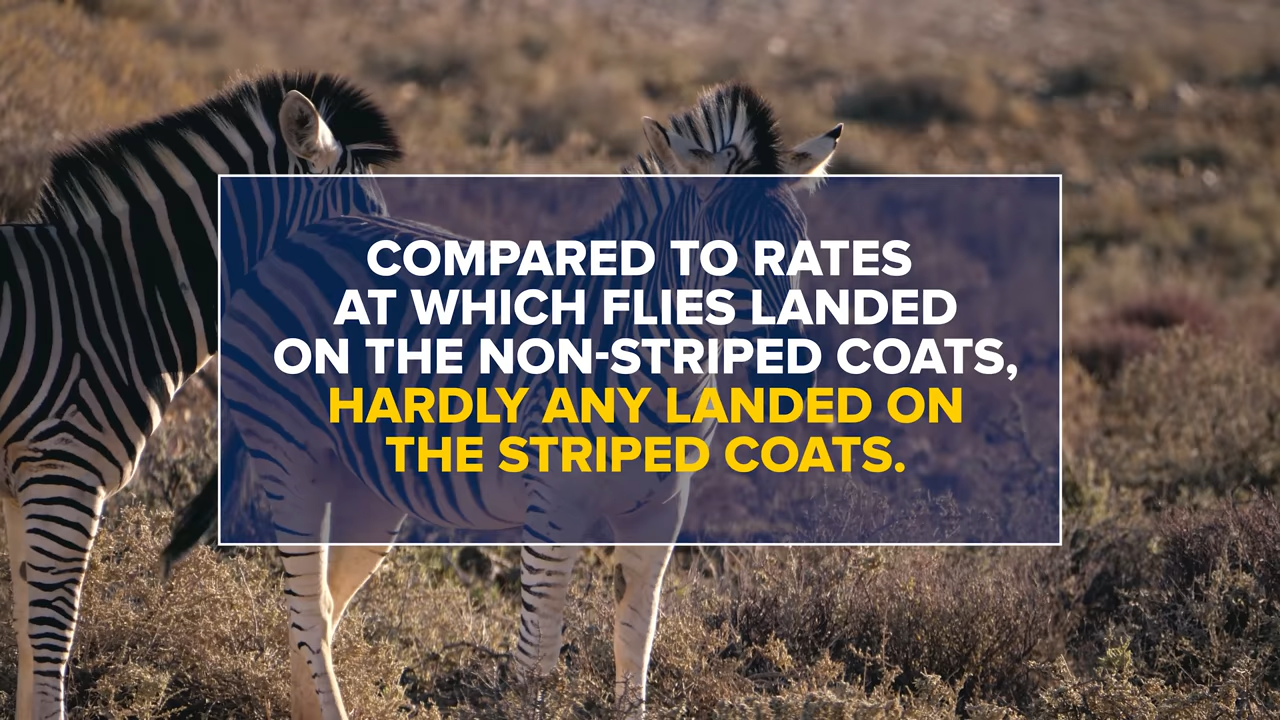 COMPARED TO RATES
AT WHICH FLIES LANDED
ON THE NON-STRIPED COATS,
HARDLY ANY LANDED ON
THE STRIPED COATS.